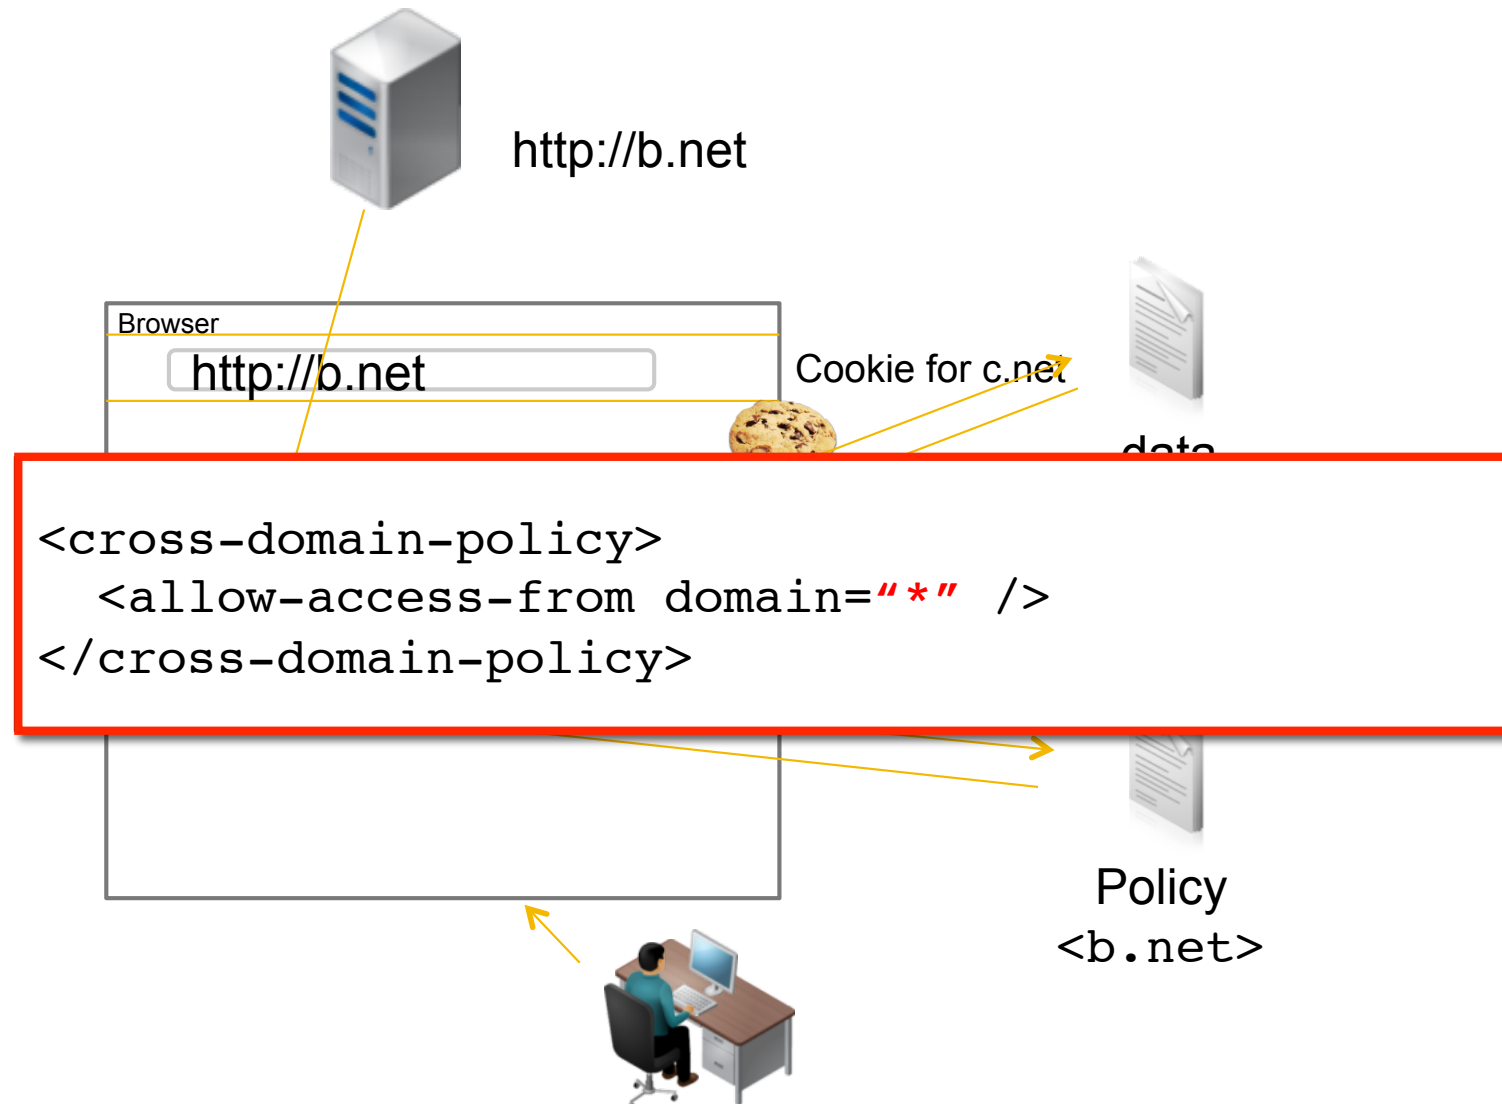 http://b.net
Browser
http://b.net
Cookie for c.net
data
<cross-domain-policy>
<allow-access-from domain=“*” />
</cross-domain-policy>
Policy
<b.net>